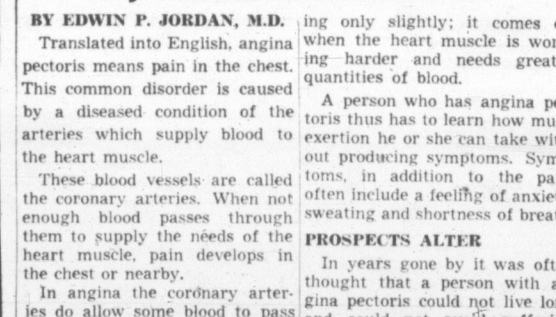 BY EDWIN P. JORDAN, M.D.
Translated into English, angina
pectoris means pain in the chest.
This common disorder is caused
by a diseased condition of the
arteries which supply blood to
the heart muscle.
These blood vessels are called
the coronary arteries. When not
enough blood passes through
them to supply the needs of the
heart muscle, pain develops in
the chest or nearby.
In angina the coronary arter-
ies do allow some blood to pass
ing only slightly; it comes
when the heart muscle is wor
ing harder and needs great
quantities of blood.
A person who has angina pe
toris thus has to learn how mu
exertion he or she can take wit
out producing symptoms. Sym
toms, in addition to the pa
often include a feeling of anxie
sweating and shortness of brea
PROSPECTS ALTER
In years gone by it was oft
thought that a person with a
gina pectoris could not live lo